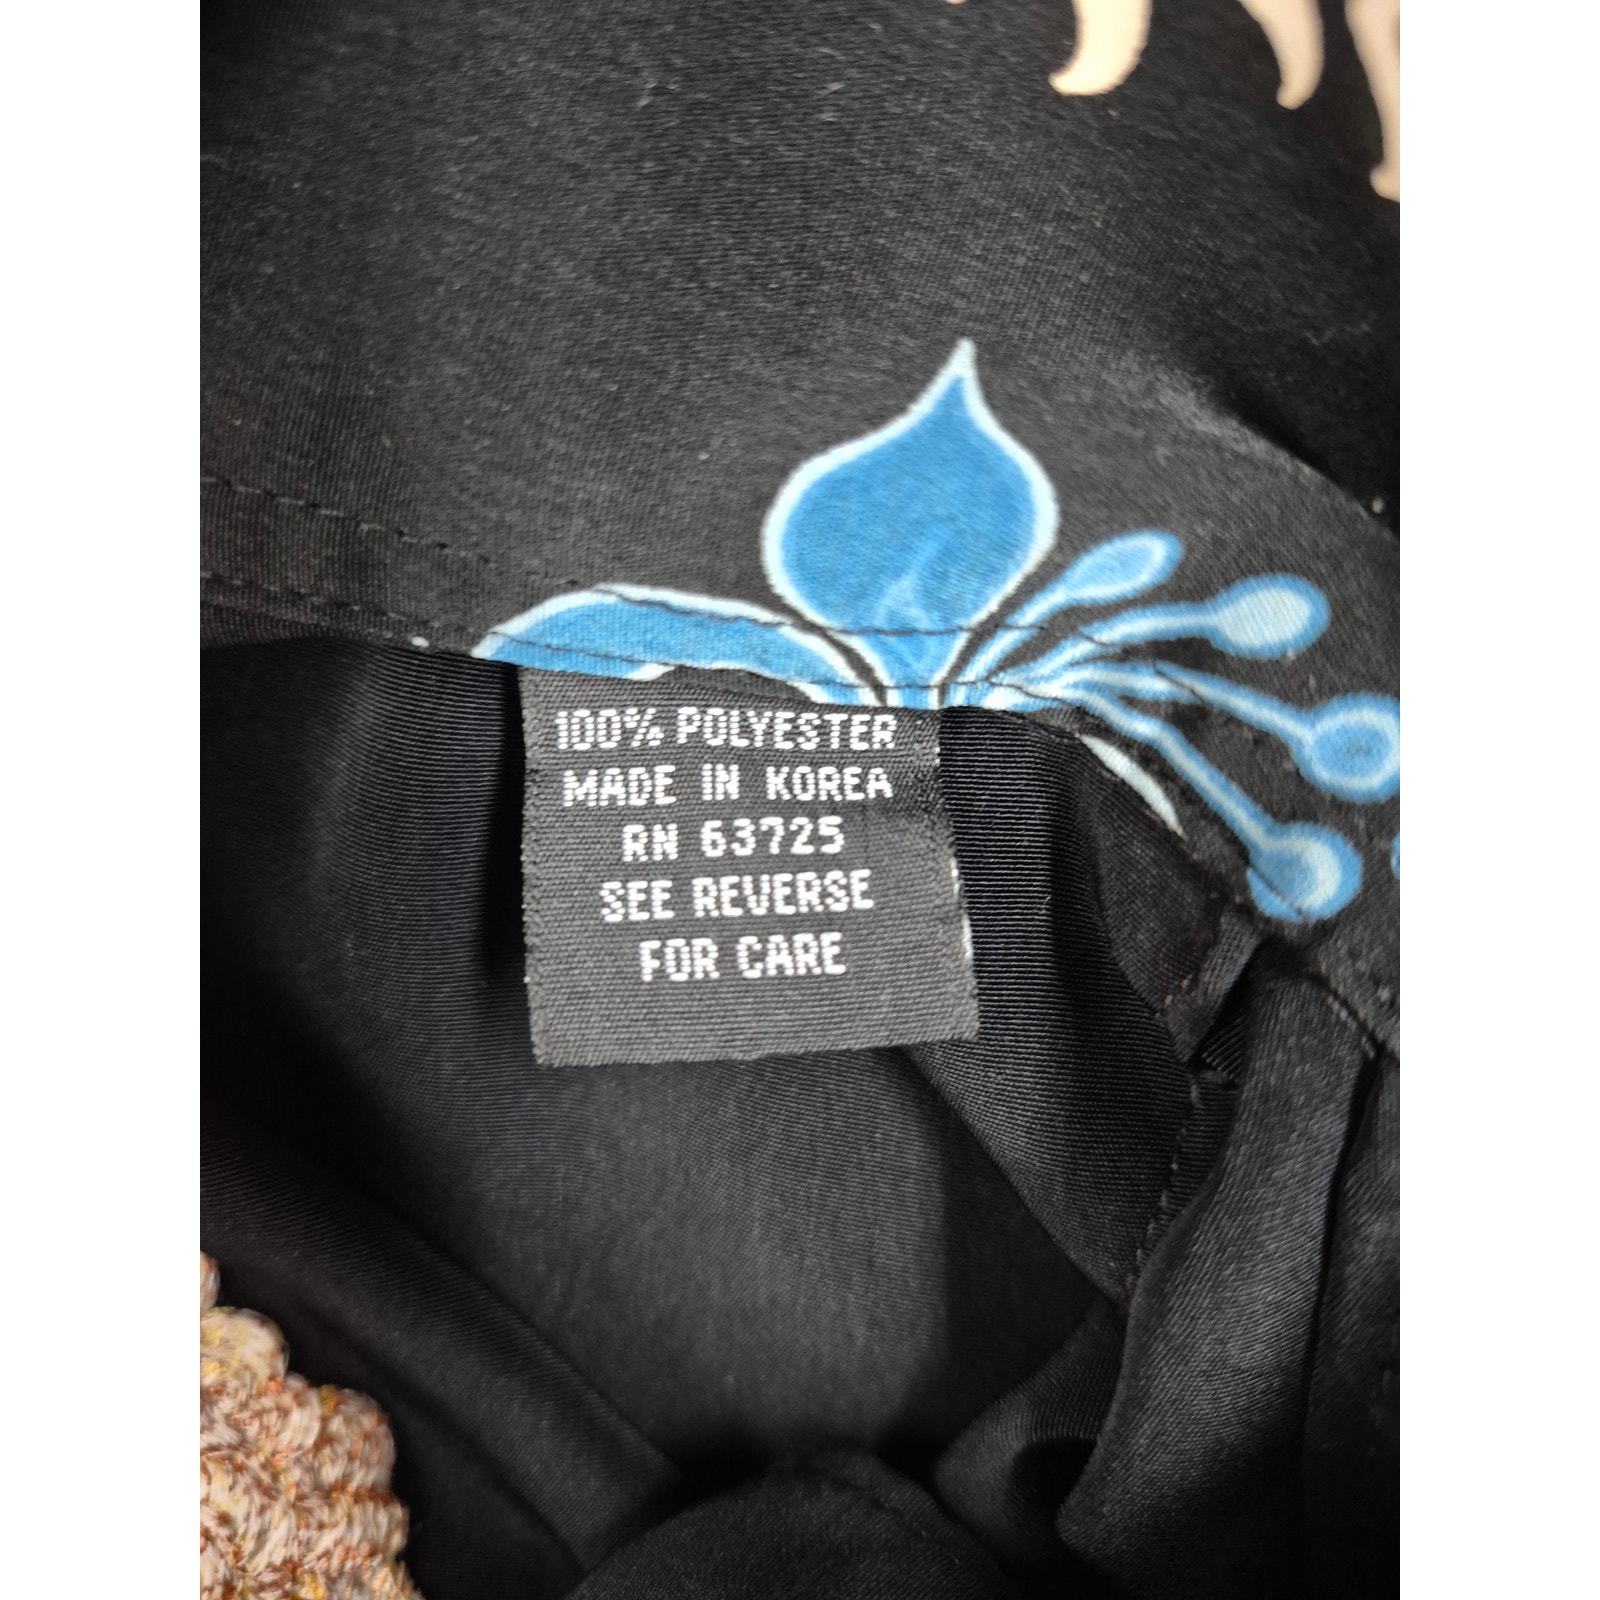 100% POLYESTER
MADE IN KOREA
RN 63725
SEE REVERSE
FOR CARE